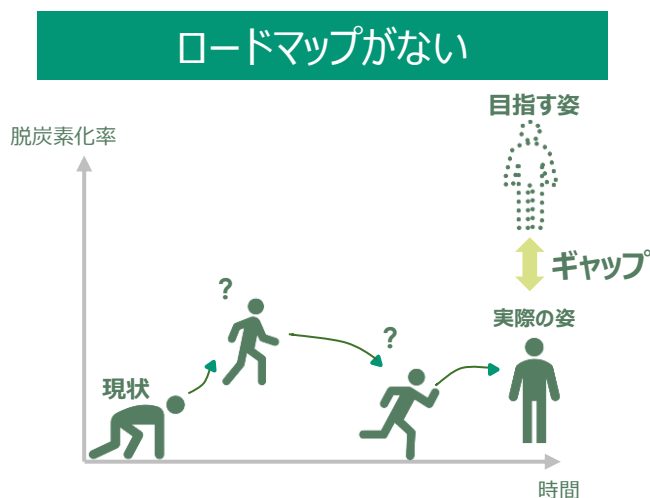 ロードマップがない
目指す姿
脱炭素化率
ギャップ
?
実際の姿
?
現状
時間